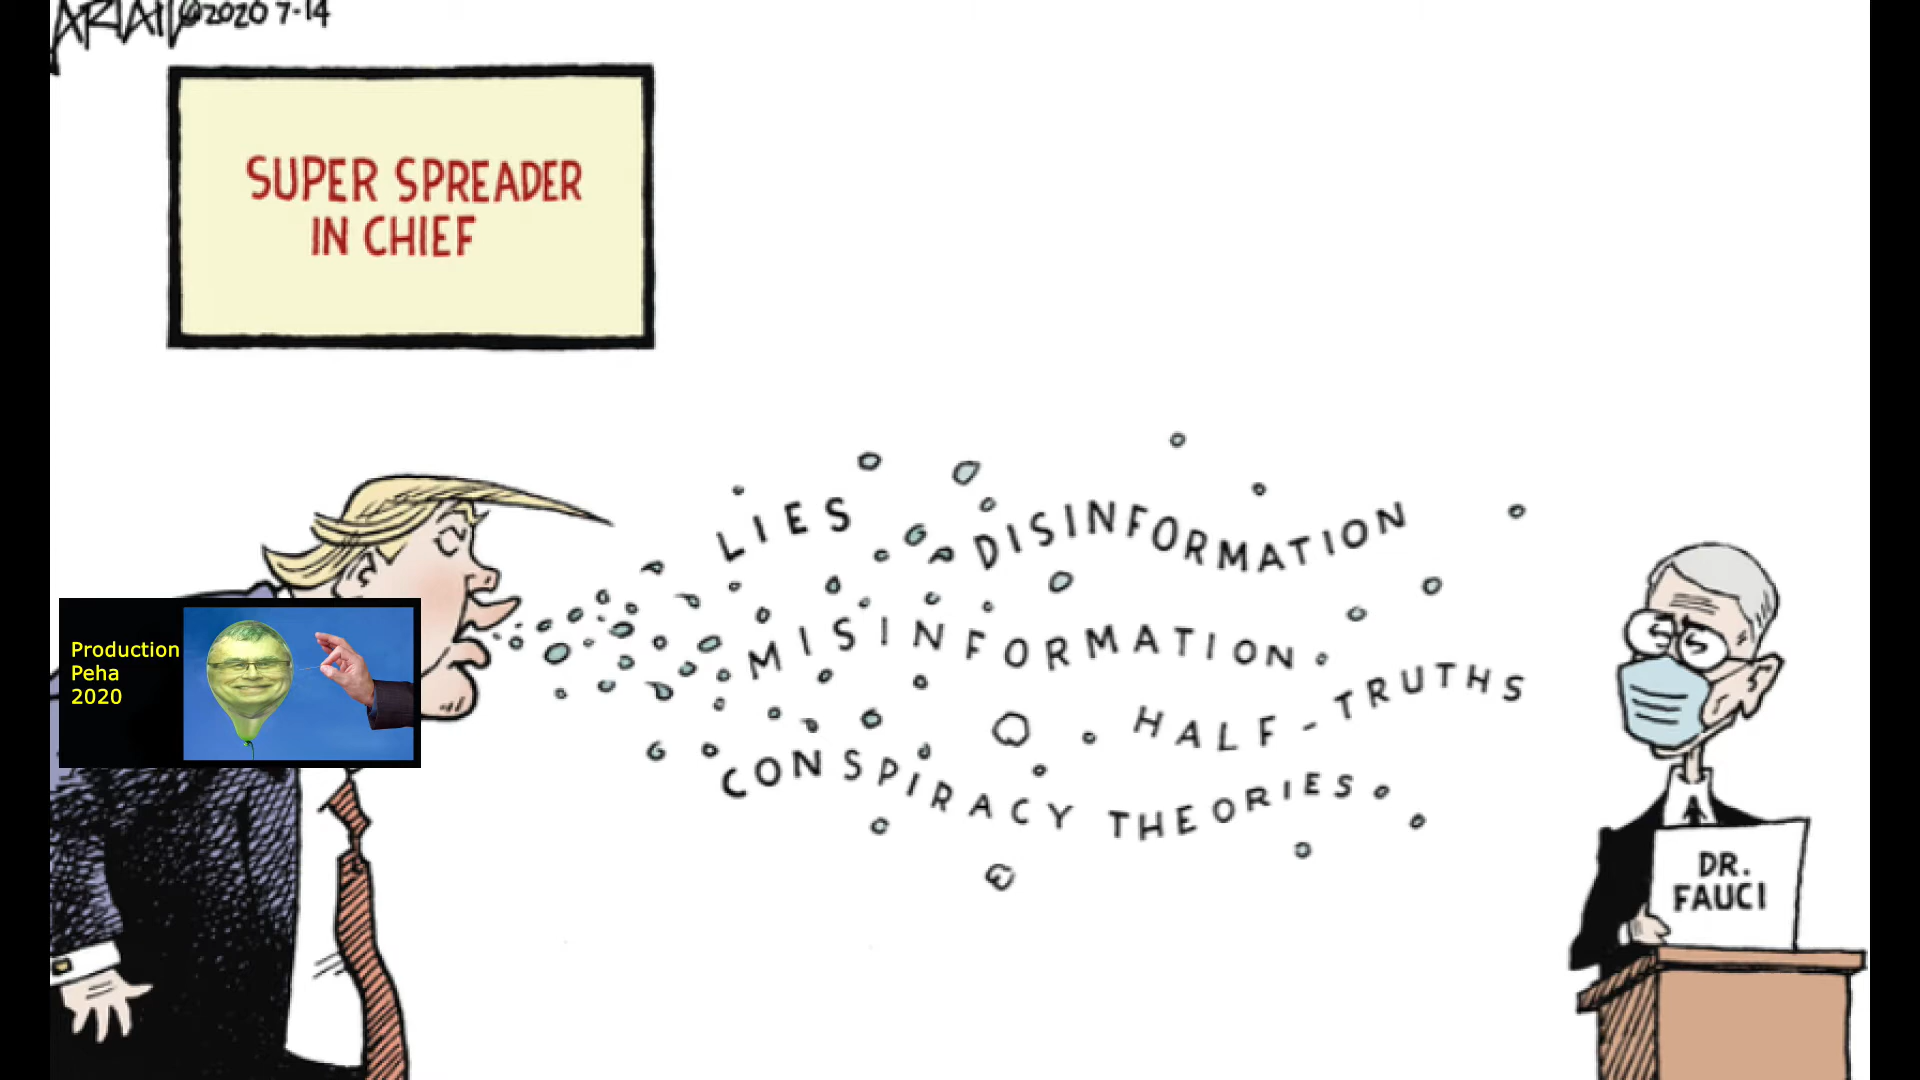 ARIAIL ©2020 7-14
SUPER SPREADER
IN CHIEF
LIES
DISINFORMATION
MISINFORMATION
HALF-TRUTHS
CONSPIRACY THEORIES
Production
Peha
2020
DR.
FAUCI